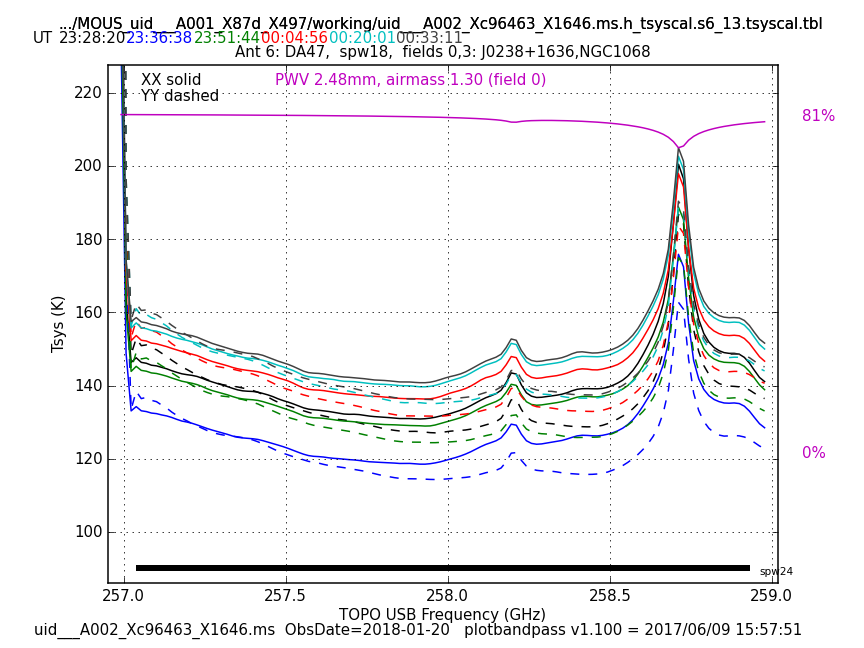 .../MOUS_uid___A001_X87d_X497/working/uid___A002_Xc96463_X1646.ms.h_tsyscal.s6_13.tsyscal.tbl
UT 23:28:20 23:36:38 23:51:44 00:04:56 00:20:01 00:33:11
Ant 6: DA47, spw18, fields 0,3: J0238+1636,NGC1068
XX solid PWV 2.48mm, airmass 1.30 (field 0)
YY dashed
220
81%
200
180
160
Tsys (K)
140
120
0%
100
spw24
257.0 257.5 258.0 258.5 259.0
TOPO USB Frequency (GHz)
uid___A002_Xc96463_X1646.ms ObsDate=2018-01-20 plotbandpass v1.100 = 2017/06/09 15:57:51